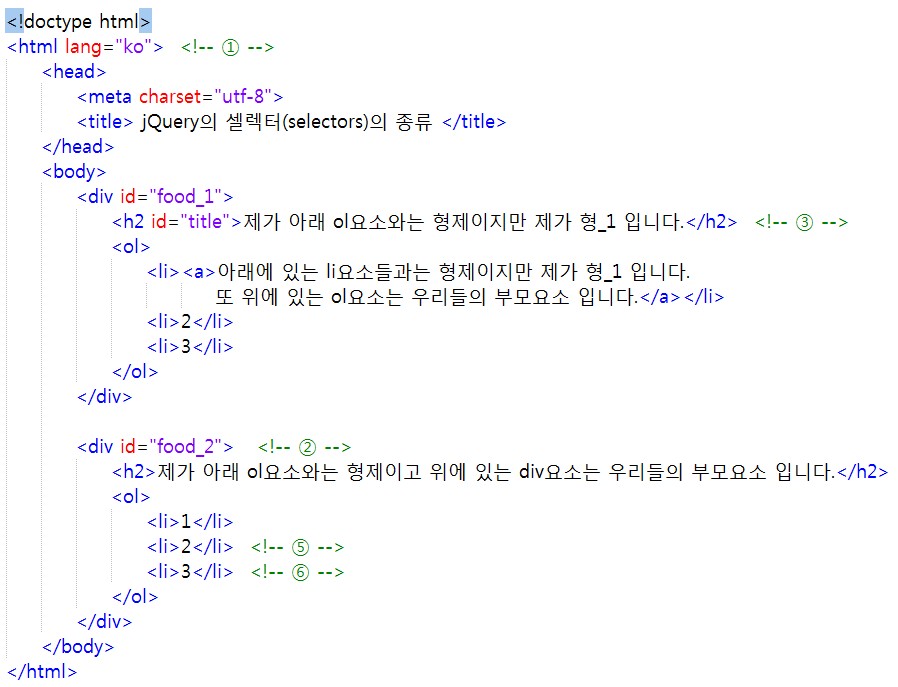 <!doctype html>
<html lang="ko"> <!-- ① -->
<head>
<meta charset="utf-8">
<title> jQuery의 셀렉터(selectors)의 종류 </title>
</head>
<body>
<div id="food_1">
<h2 id="title">제가 아래 ol요소와는 형제이지만 제가 형_1 입니다.</h2> <!-- ③ -->
<ol>
<li><a>아래에 있는 li요소들과는 형제이지만 제가 형_1 입니다.
또 위에 있는 ol요소는 우리들의 부모요소 입니다.</a></li>
<li>2</li>
<li>3</li>
</ol>
</div>
<div id="food_2"> <!-- ② -->
<h2>제가 아래 ol요소와는 형제이고 위에 있는 div요소는 우리들의 부모요소 입니다.</h2>
<ol>
<li>1</li>
<li>2</li> <!-- ⑤ -->
<li>3</li> <!-- ⑥ -->
</ol>
</div>
</body>
</html>